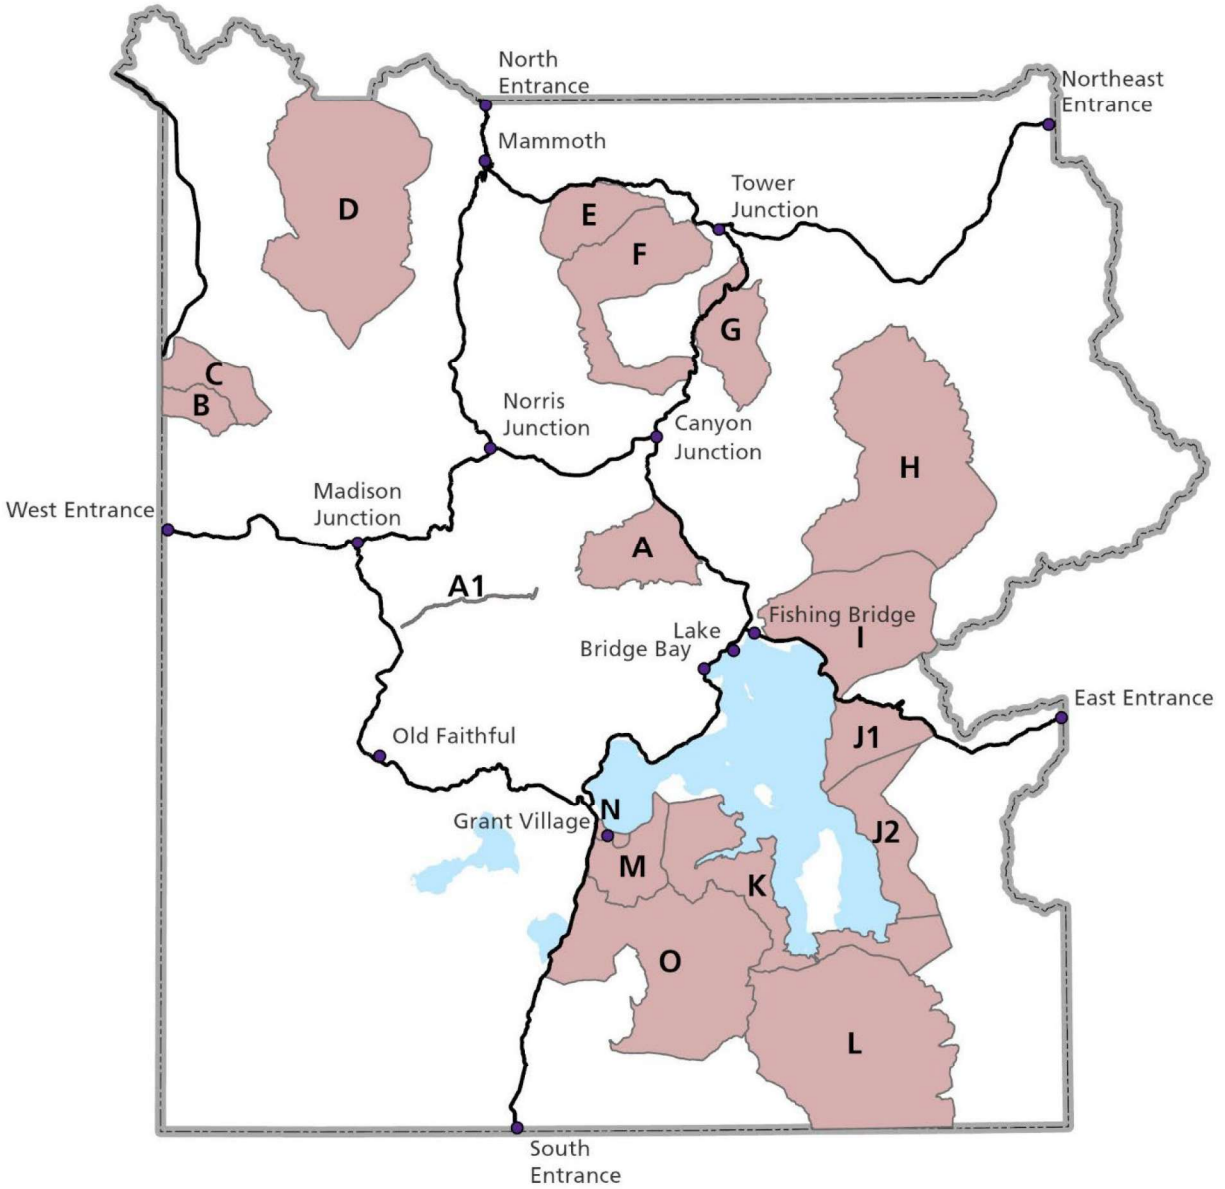 North
Entrance
Northeast
Entrance
Mammoth
Tower
Junction
D
E
F
G
C
B
Norris
Junction
Canyon
Junction
H
Madison
Junction
West Entrance
A
A1
Fishing Bridge
Lake
I
Bridge Bay
East Entrance
Old Faithful
J1
N
Grant Village
J2
M
K
O
L
South
Entrance